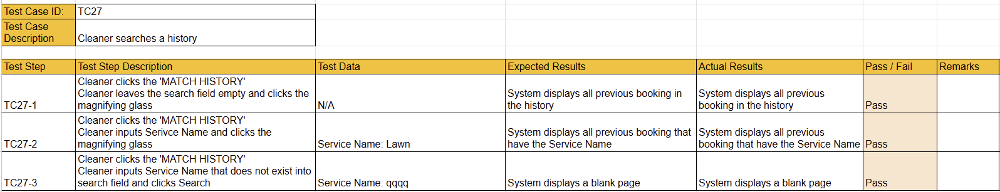 Test Case ID: TC27
Test Case
Description Cleaner searches a history
Test Step Test Step Description Test Data Expected Results Actual Results Pass / Fail Remarks
Cleaner clicks the 'MATCH HISTORY'
Cleaner leaves the search field empty and clicks the System displays all previous booking in System displays all previous
TC27-1 magnifying glass N/A the history booking in the history Pass
Cleaner clicks the 'MATCH HISTORY'
Cleaner inputs Serivce Name and clicks the System displays all previous booking that System displays all previous
TC27-2 magnifying glass Service Name: Lawn have the Service Name booking that have the Service Name Pass
Cleaner clicks the 'MATCH HISTORY'
Cleaner inputs Service Name that does not exist into
TC27-3 search field and clicks Search Service Name: qqqq System displays a blank page System displays a blank page Pass